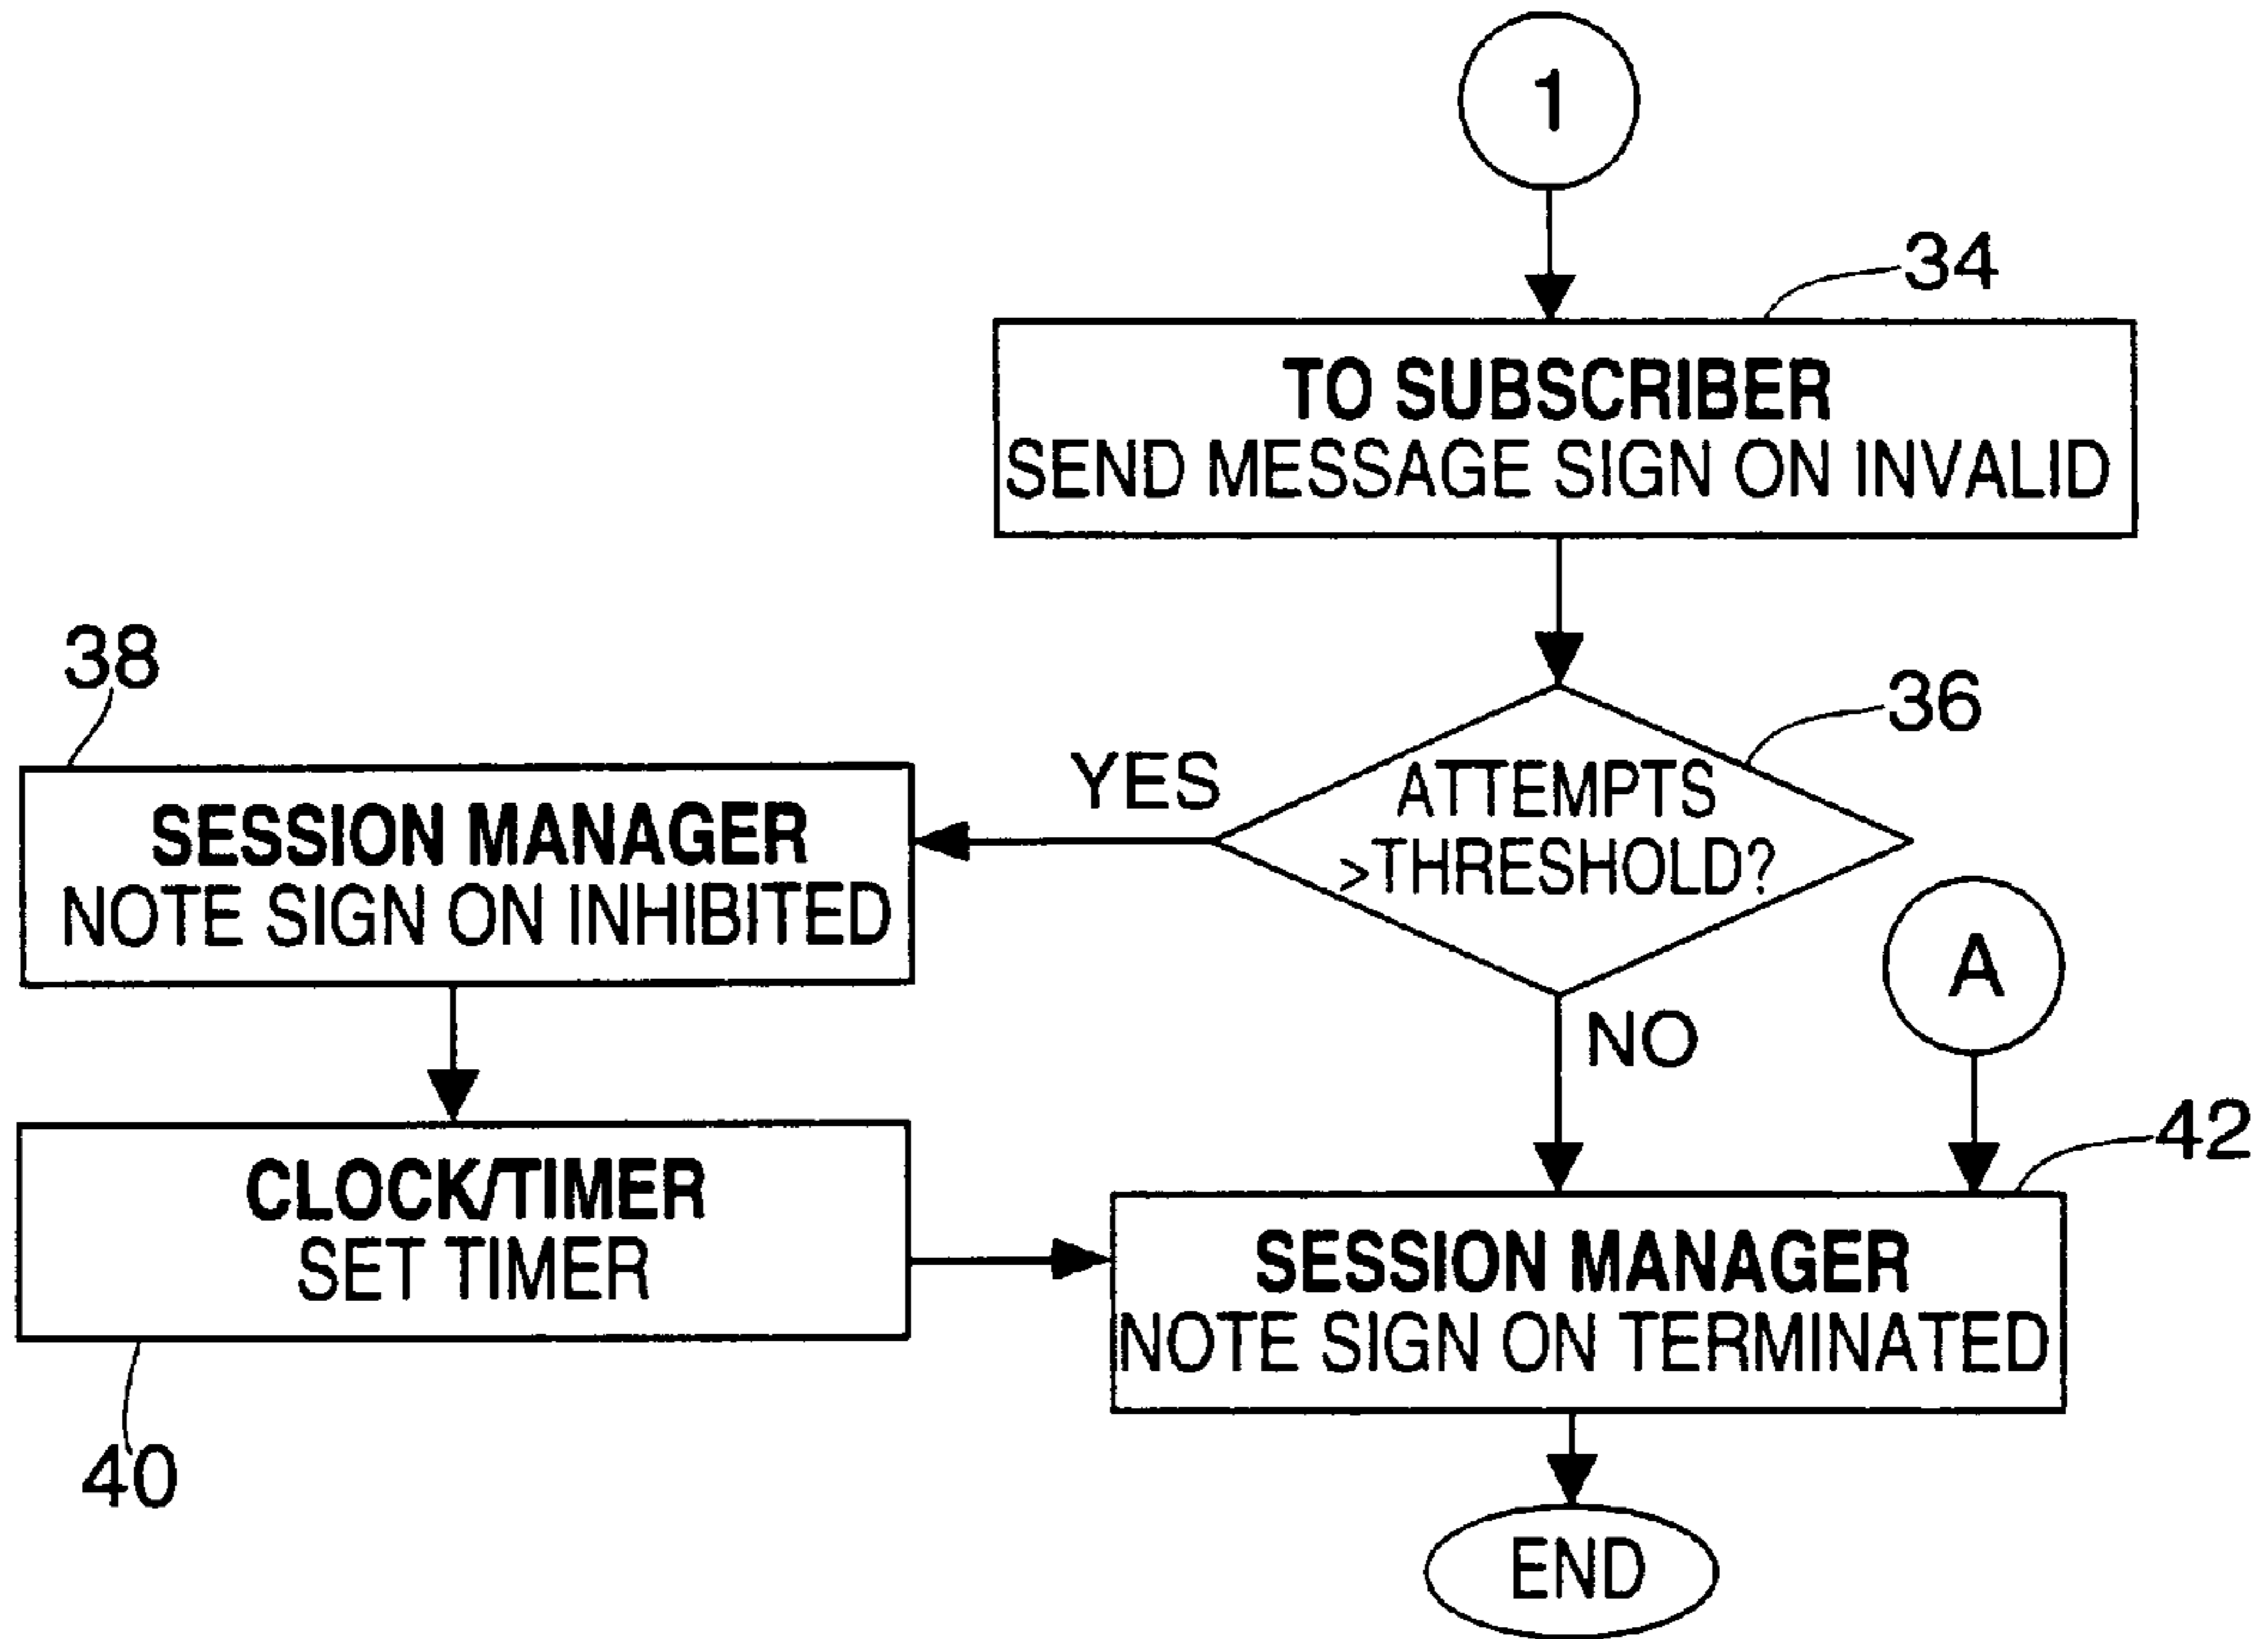 1
34
TO SUBSCRIBER
SEND MESSAGE SIGN ON INVALID
38
36
YES
ATTEMPTS
>THRESHOLD?
SESSION MANAGER
NOTE SIGN ON INHIBITED
A
NO
42
CLOCK/TIMER
SET TIMER
SESSION MANAGER
NOTE SIGN ON TERMINATED
40
END